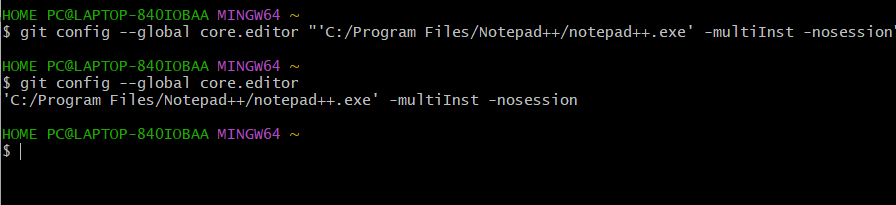 HOME PC@LAPTOP-84OIOBAA MINGW64 ~
$ git config --global core.editor "'C:/Program Files/Notepad++/notepad++.exe' -multiInst -nosession"
HOME PC@LAPTOP-84OIOBAA MINGW64 ~
$ git config --global core.editor
'C:/Program Files/Notepad++/notepad++.exe' -multiInst -nosession
HOME PC@LAPTOP-84OIOBAA MINGW64 ~
$